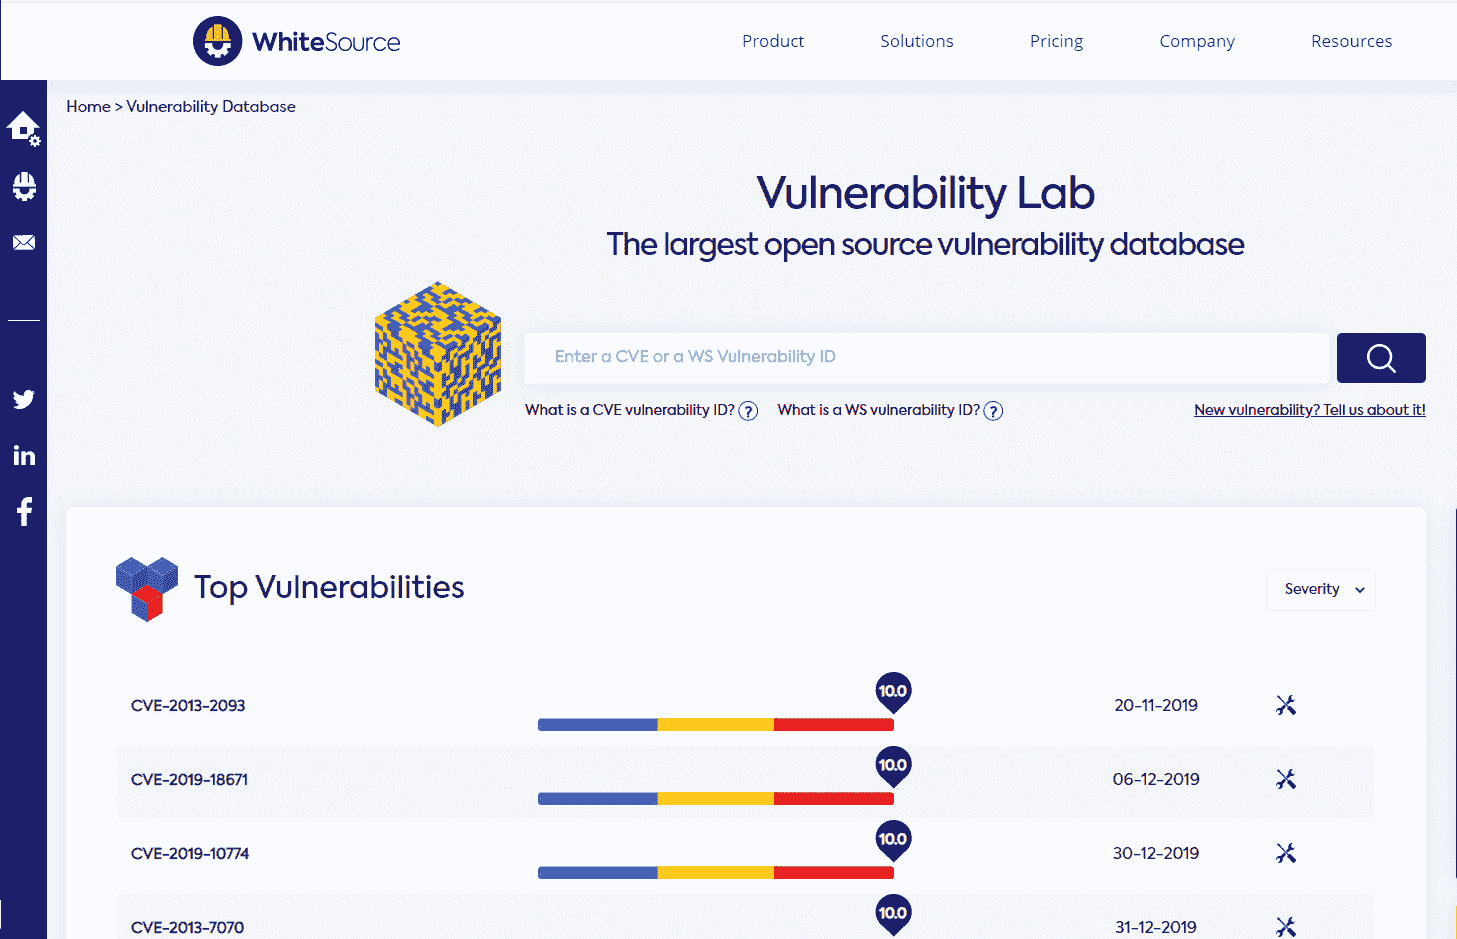 WhiteSource
Product Solutions Pricing Company Resources
Home > Vulnerability Database
Vulnerability Lab
The largest open source vulnerability database
Enter a CVE or a WS Vulnerability ID
What is a CVE vulnerability ID? ? What is a WS vulnerability ID? ? New vulnerability? Tell us about it!
Top Vulnerabilities
Severity
CVE-2013-2093 10.0 20-11-2019
CVE-2019-18671 10.0 06-12-2019
CVE-2019-10774 10.0 30-12-2019
CVE-2013-7070 10.0 31-12-2019